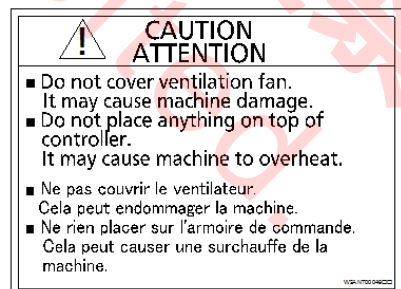 CAUTION
ATTENTION
■ Do not cover ventilation fan.
It may cause machine damage.
■ Do not place anything on top of
controller.
It may cause machine to overheat.
■ Ne pas couvrir le ventilateur.
Cela peut endommager la machine.
■ Ne rien placer sur l'armoire de commande.
Cela peut causer une surchauffe de la
machine.